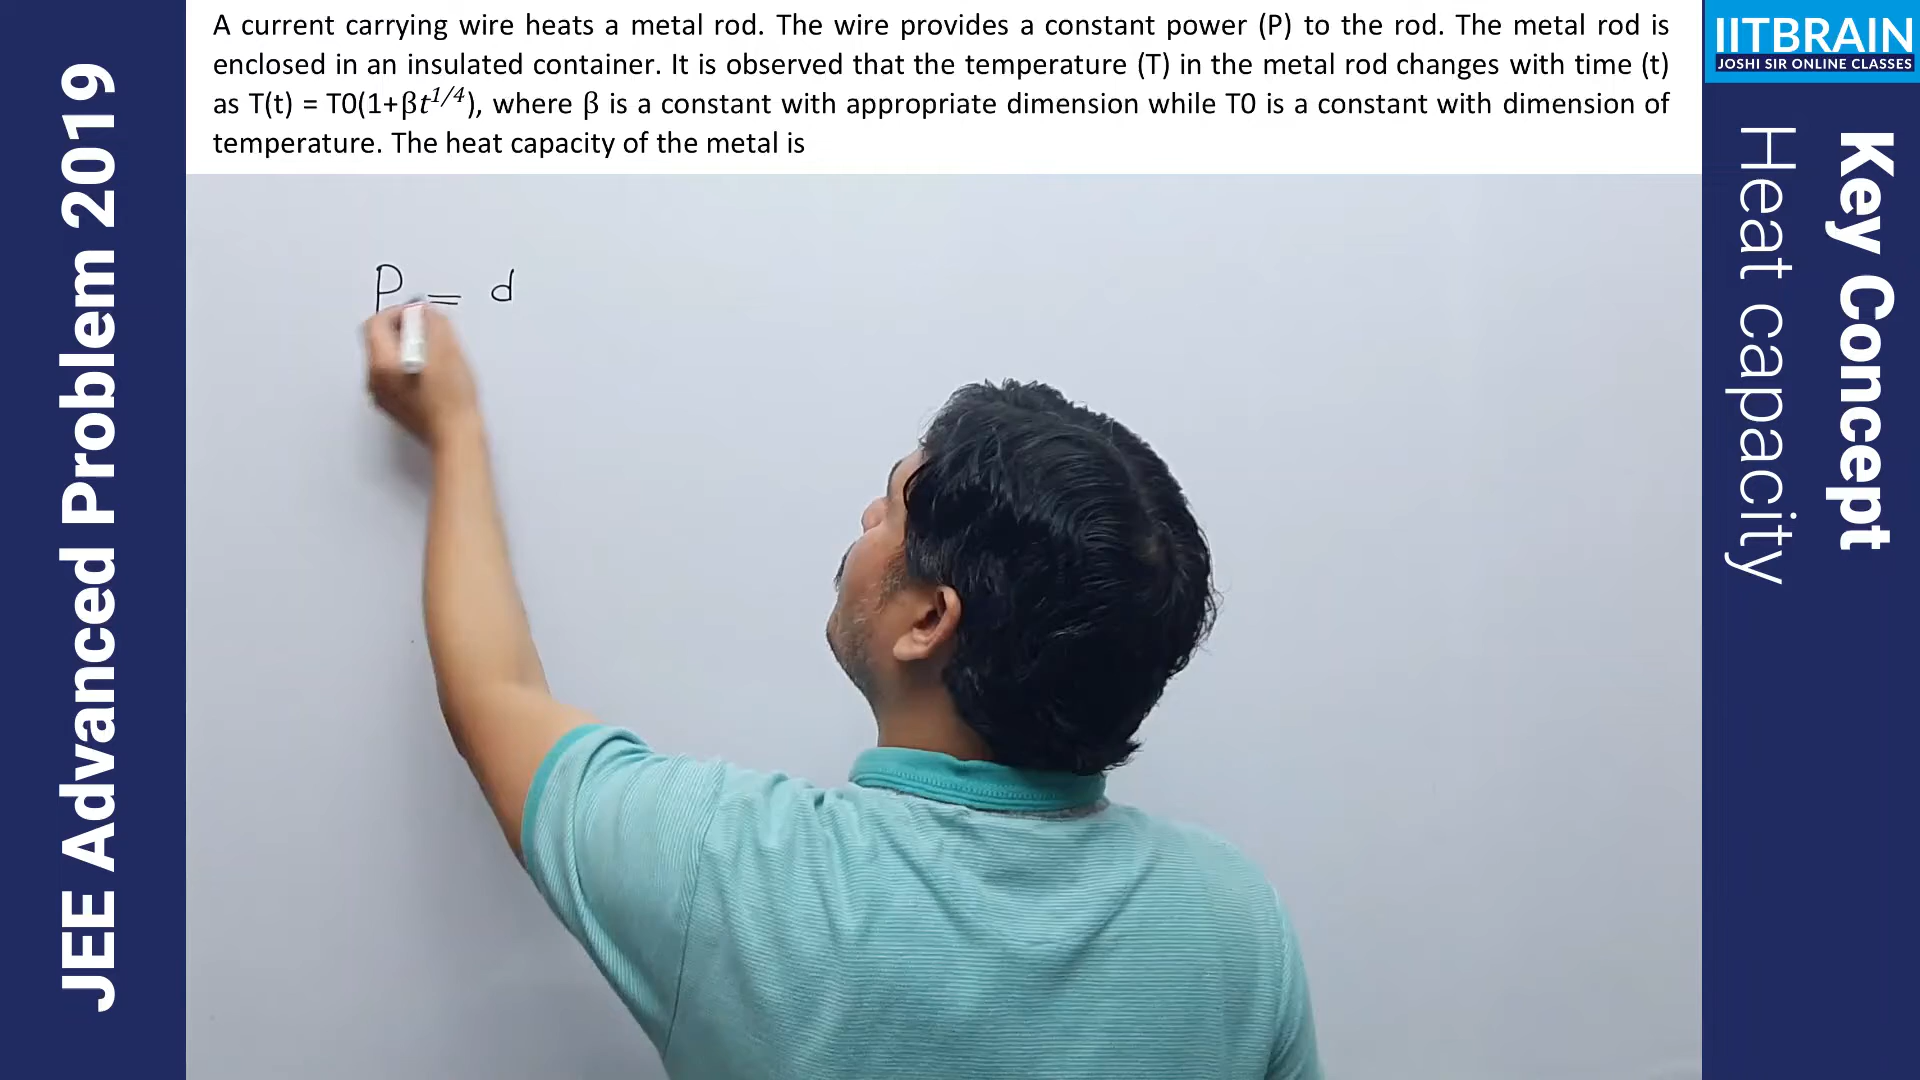 A current carrying wire heats a metal rod. The wire provides a constant power (P) to the rod. The metal rod is
enclosed in an insulated container. It is observed that the temperature (T) in the metal rod changes with time (t)
as T(t) = T0(1+βt^{1/4}), where β is a constant with appropriate dimension while T0 is a constant with dimension of
temperature. The heat capacity of the metal is
P = d
JEE Advanced Problem 2019
IITBRAIN
JOSHI SIR ONLINE CLASSES
Key Concept
Heat capacity